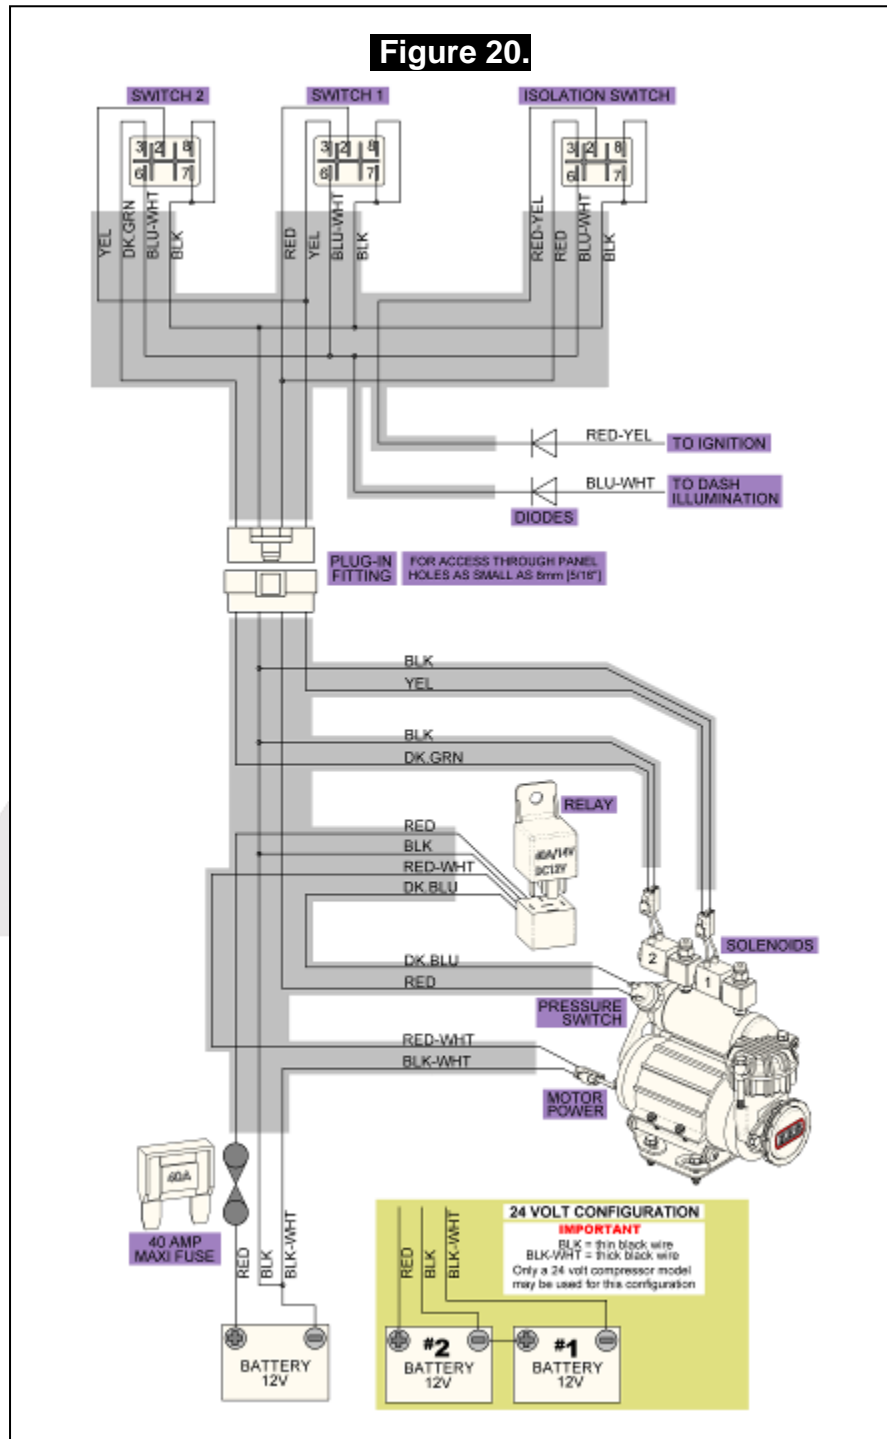 Figure 20.
SWITCH 2
SWITCH 1
ISOLATION SWITCH
3 2 8
6 7
3 2 8
6 7
3 2 8
6 7
YEL
DK.GRN
BLU-WHT
BLK
RED
YEL
BLU-WHT
BLK
RED-YEL
RED
BLU-WHT
BLK
RED-YEL
TO IGNITION
BLU-WHT
TO DASH
ILLUMINATION
DIODES
PLUG-IN
FITTING
FOR ACCESS THROUGH PANEL
HOLES AS SMALL AS 8mm [5/16"]
BLK
YEL
BLK
DK.GRN
RELAY
RED
BLK
RED-WHT
DK.BLU
40A/14V
DC12V
SOLENOIDS
2
1
DK.BLU
RED
PRESSURE
SWITCH
RED-WHT
BLK-WHT
MOTOR
POWER
40A
40 AMP
MAXI FUSE
RED
BLK
BLK-WHT
BATTERY
12V
24 VOLT CONFIGURATION
IMPORTANT
BLK = thin black wire
BLK-WHT = thick black wire
Only a 24 volt compressor model
may be used for this configuration
RED
BLK
BLK-WHT
#2
BATTERY
12V
#1
BATTERY
12V